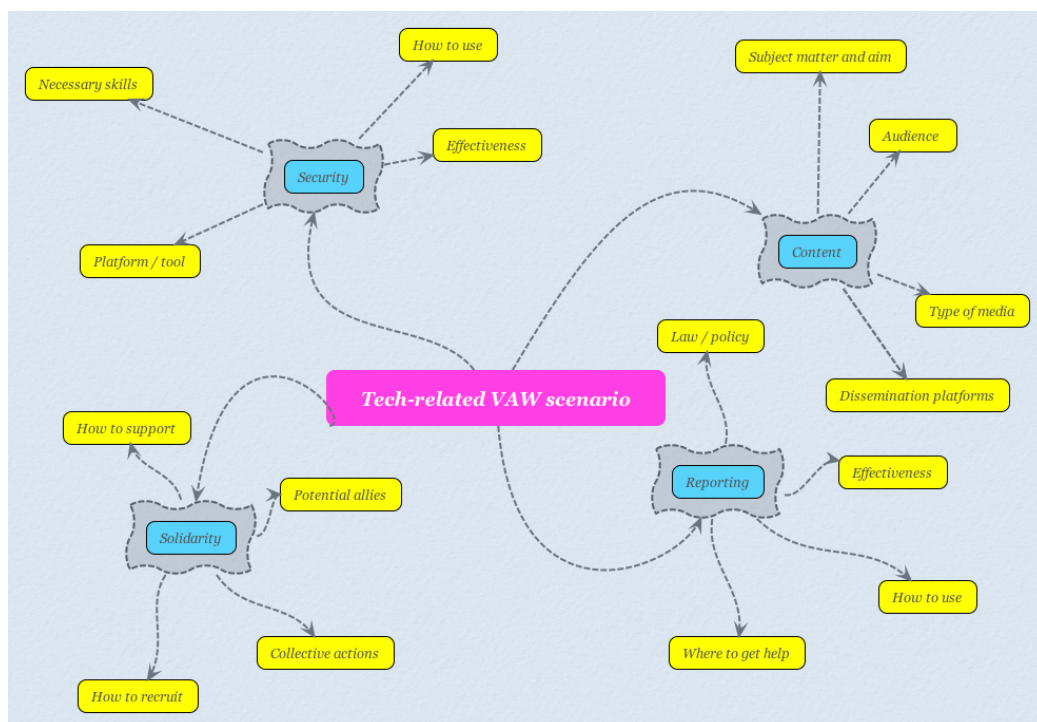 How to use
Subject matter and aim
Necessary skills
Audience
Effectiveness
Security
Content
Platform / tool
Type of media
Law / policy
Tech-related VAW scenario
Dissemination platforms
How to support
Effectiveness
Reporting
Potential allies
Solidarity
How to use
Collective actions
Where to get help
How to recruit